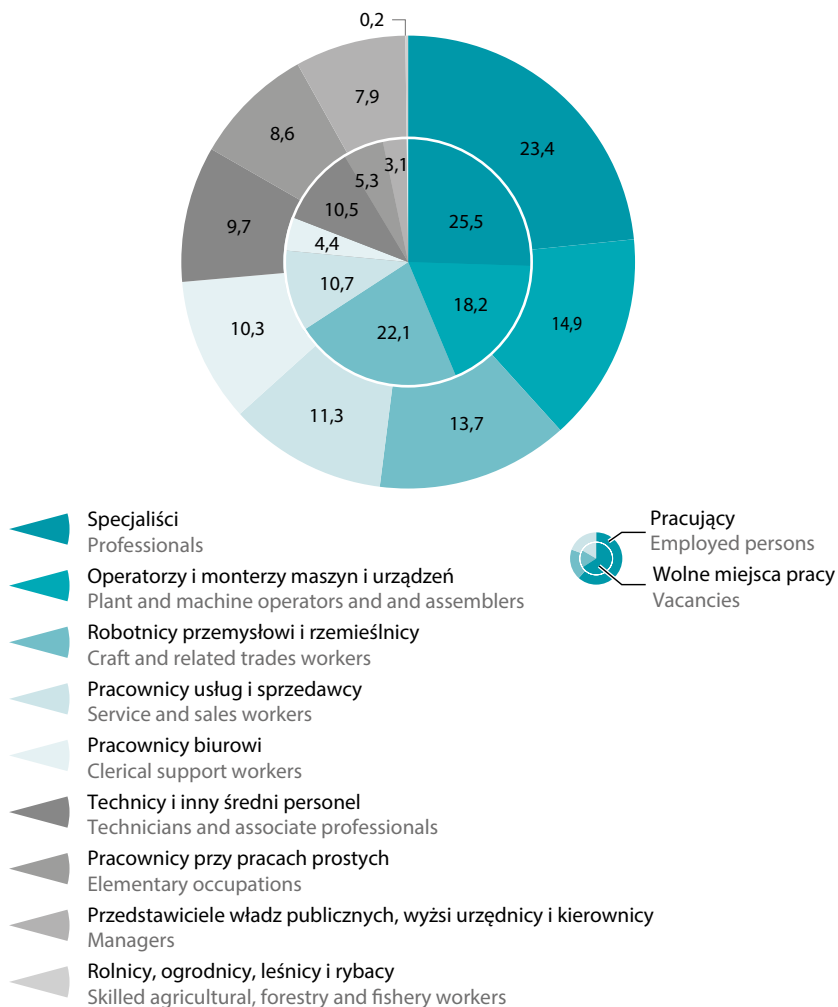 0,2
7,9
23,4
8,6
3,1
5,3
10,5
25,5
9,7
4,4
10,7
18,2
14,9
10,3
22,1
11,3
13,7
Specjaliści
Professionals
Operatorzy i monterzy maszyn i urządzeń
Plant and machine operators and and assemblers
Robotnicy przemysłowi i rzemieślnicy
Craft and related trades workers
Pracownicy usług i sprzedawcy
Service and sales workers
Pracownicy biurowi
Clerical support workers
Technicy i inny średni personel
Technicians and associate professionals
Pracownicy przy pracach prostych
Elementary occupations
Przedstawiciele władz publicznych, wyżsi urzędnicy i kierownicy
Managers
Rolnicy, ogrodnicy, leśnicy i rybacy
Skilled agricultural, forestry and fishery workers
Pracujący
Employed persons
Wolne miejsca pracy
Vacancies